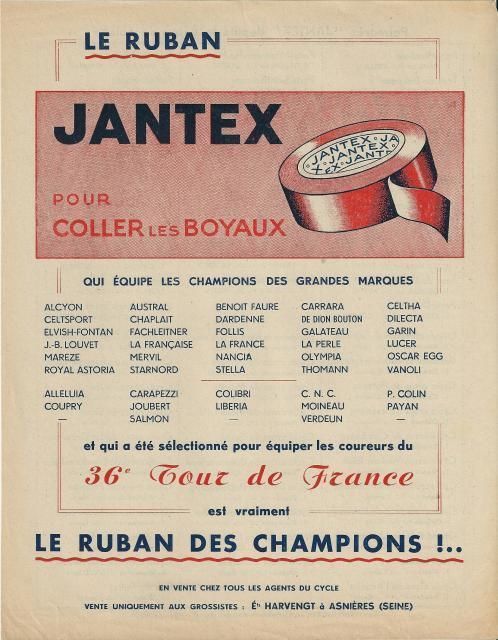 LE RUBAN
JANTEX
JANTEX JA
JANTEX
JANT
POUR
COLLER LES BOYAUX
QUI ÉQUIPE LES CHAMPIONS DES GRANDES MARQUES
ALCYON AUSTRAL BENOIT FAURE CARRARA CELTHA
CELTSPORT CHAPLAIT DARDENNE DE DION BOUTON DILECTA
ELVISH-FONTAN FACHLEITNER FOLLIS GALATEAU GARIN
J.-B. LOUVET LA FRANÇAISE LA FRANCE LA PERLE LUCER
MAREZE MERVIL NANCIA OLYMPIA OSCAR EGG
ROYAL ASTORIA STARNORD STELLA THOMANN VANOLI
ALLELUIA CARAPEZZI COLIBRI C. N. C. P. COLIN
COUPRY JOUBERT LIBERIA MOINEAU PAYAN
— SALMON — VERDEUN —
et qui a été sélectionné pour équiper les coureurs du
36e Tour de France
est vraiment
LE RUBAN DES CHAMPIONS !..
EN VENTE CHEZ TOUS LES AGENTS DU CYCLE
VENTE UNIQUEMENT AUX GROSSISTES : Éts HARVENGT à ASNIÈRES (SEINE)